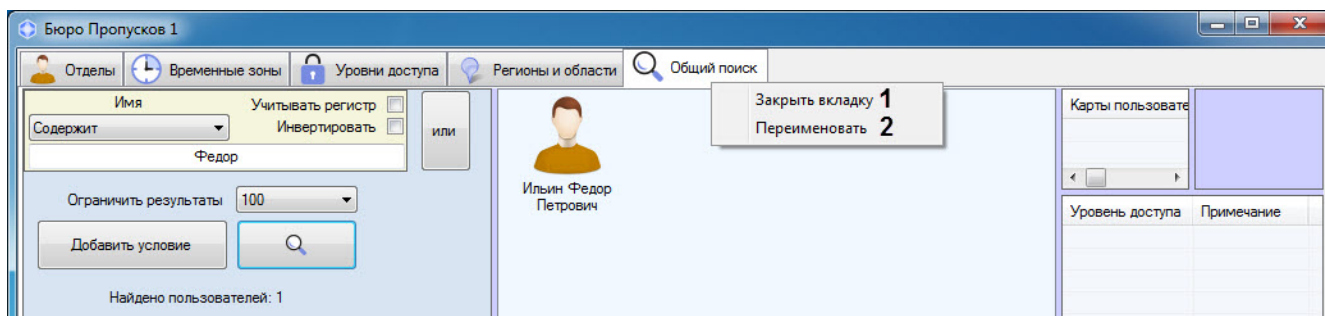 Бюро Пропусков 1
Отделы Временные зоны Уровни доступа Регионы и области Общий поиск
Имя Учитывать регистр
Содержит Инвертировать
или
Федор
Ограничить результаты 100
Добавить условие
Найдено пользователей: 1
Ильин Федор
Петрович
Закрыть вкладку 1
Переименовать 2
Карты пользовате
Уровень доступа Примечание